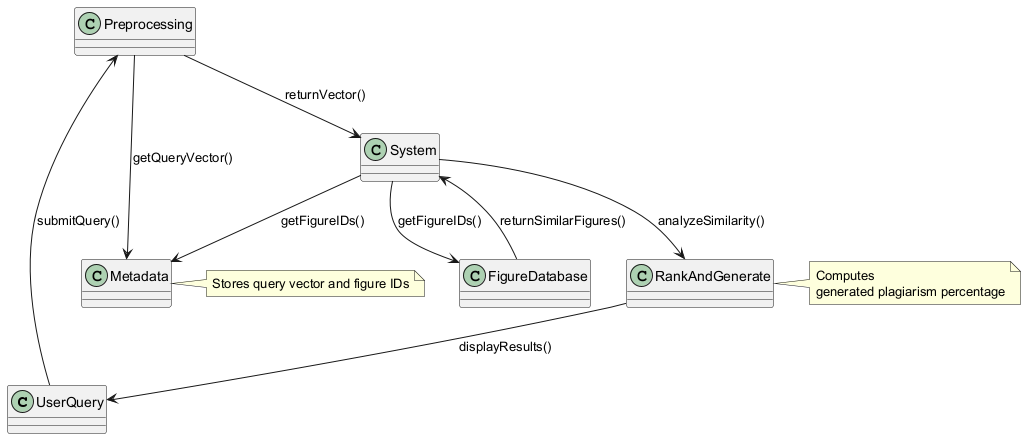 C Preprocessing
returnVector()
C System
getQueryVector()
submitQuery()
getFigureIDs()
getFigureIDs()
returnSimilarFigures()
analyzeSimilarity()
C Metadata
Stores query vector and figure IDs
C FigureDatabase
C RankAndGenerate
Computes
generated plagiarism percentage
displayResults()
C UserQuery